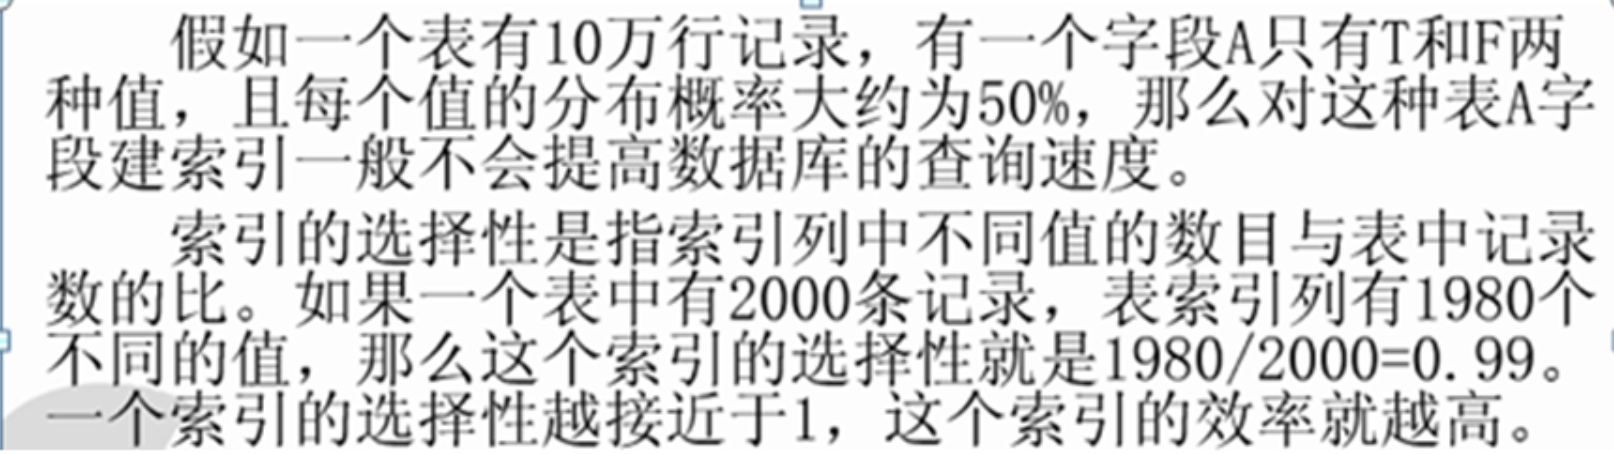 假如一个表有10万行记录，有一个字段A只有T和F两
种值，且每个值的分布概率大约为50%，那么对这种表A字
段建索引一般不会提高数据库的查询速度。
索引的选择性是指索引列中不同值的数目与表中记录
数的比。如果一个表中有2000条记录，表索引列有1980个
不同的值，那么这个索引的选择性就是1980/2000=0.99。
一个索引的选择性越接近于1，这个索引的效率就越高。